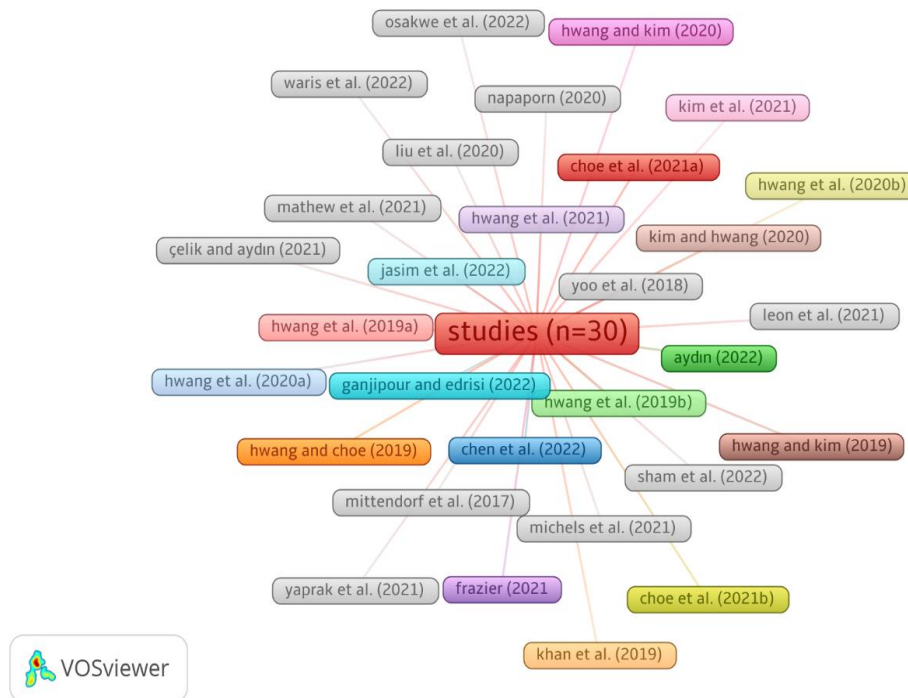 osakwe et al. (2022)
hwang and kim (2020)
waris et al. (2022)
napaporn (2020)
kim et al. (2021)
liu et al. (2020)
choe et al. (2021a)
hwang et al. (2020b)
mathew et al. (2021)
hwang et al. (2021)
kim and hwang (2020)
çelik and aydın (2021)
jasim et al. (2022)
yoo et al. (2018)
leon et al. (2021)
hwang et al. (2019a)
studies (n=30)
aydın (2022)
hwang et al. (2020a)
ganjipour and edrisi (2022)
hwang et al. (2019b)
hwang and choe (2019)
chen et al. (2022)
hwang and kim (2019)
sham et al. (2022)
mittendorf et al. (2017)
michels et al. (2021)
yaprak et al. (2021)
frazier (2021
choe et al. (2021b)
khan et al. (2019)
VOSviewer